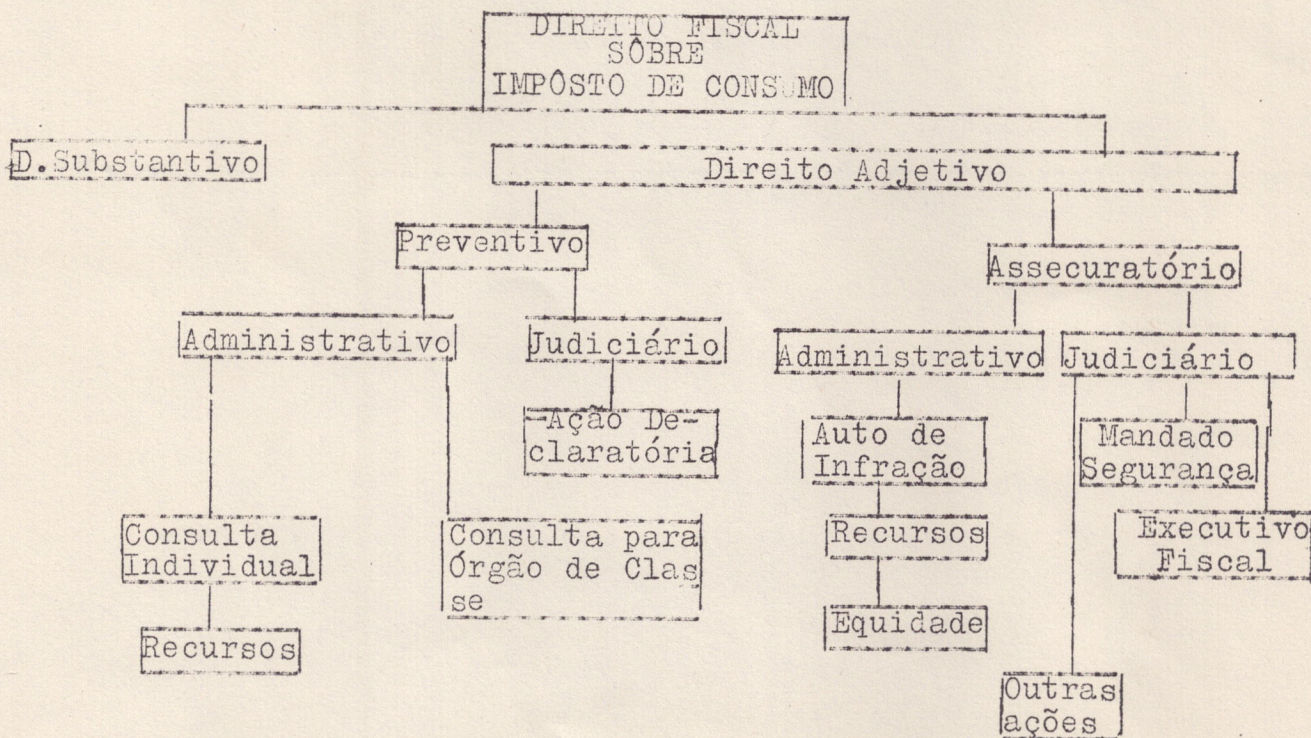 DIREITO FISCAL
SÔBRE
IMPÔSTO DE CONSUMO
D.Substantivo
Direito Adjetivo
Preventivo
Assecuratório
Administrativo
Judiciário
Administrativo
Judiciário
-Ação De-
claratória
Auto de
Infração
Mandado
Segurança
Consulta
Individual
Consulta para
Órgão de Clas
se
Recursos
Executivo
Fiscal
Recursos
Equidade
Outras
ações